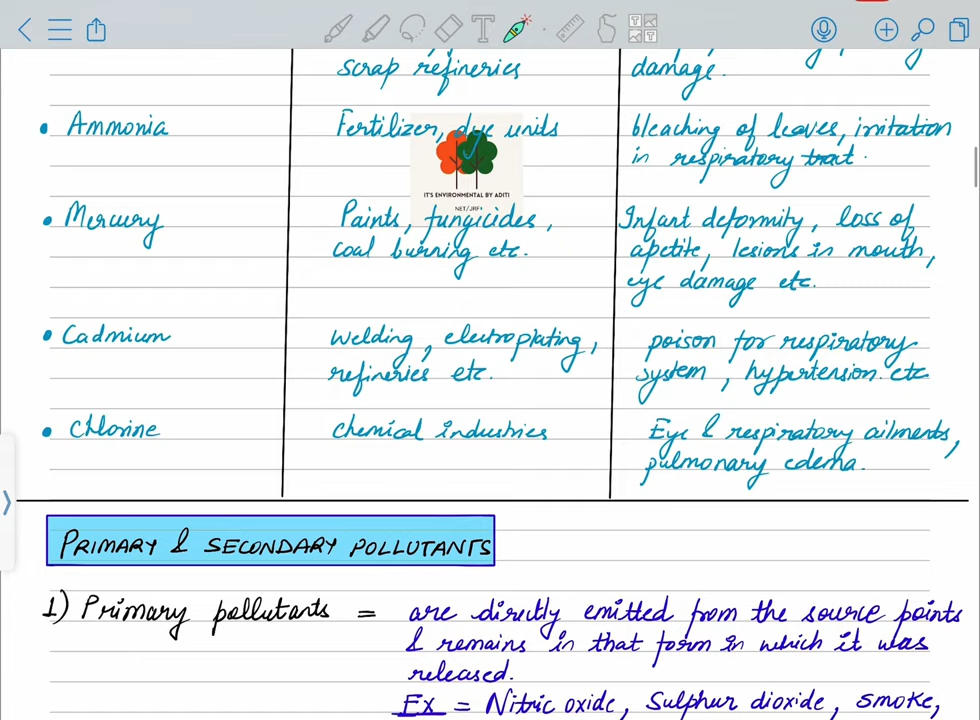 scrap refineries
damage.
• Ammonia
Fertilizer, dye units
bleaching of leaves, irritation
in respiratory trat.
IT'S ENVIRONMENTAL BY ADITI
NET/JRF
• Mercury
Paints, fungicides,
coal burning etc.
Infant deformity, loss of
apetite, lesions in mouth,
eye damage etc.
• Cadmium
welding, electroplating,
refineries etc.
poison for respiratory
system, hypertension. etc
• Chlorine
chemical industries
Eye & respiratory ailments,
pulmonary edema.
PRIMARY & SECONDARY POLLUTANTS
1) Primary pollutants = are directly emitted from the source points
& remains in that form in which it was
released.
Ex = Nitric oxide, Sulphur dioxide, smoke,